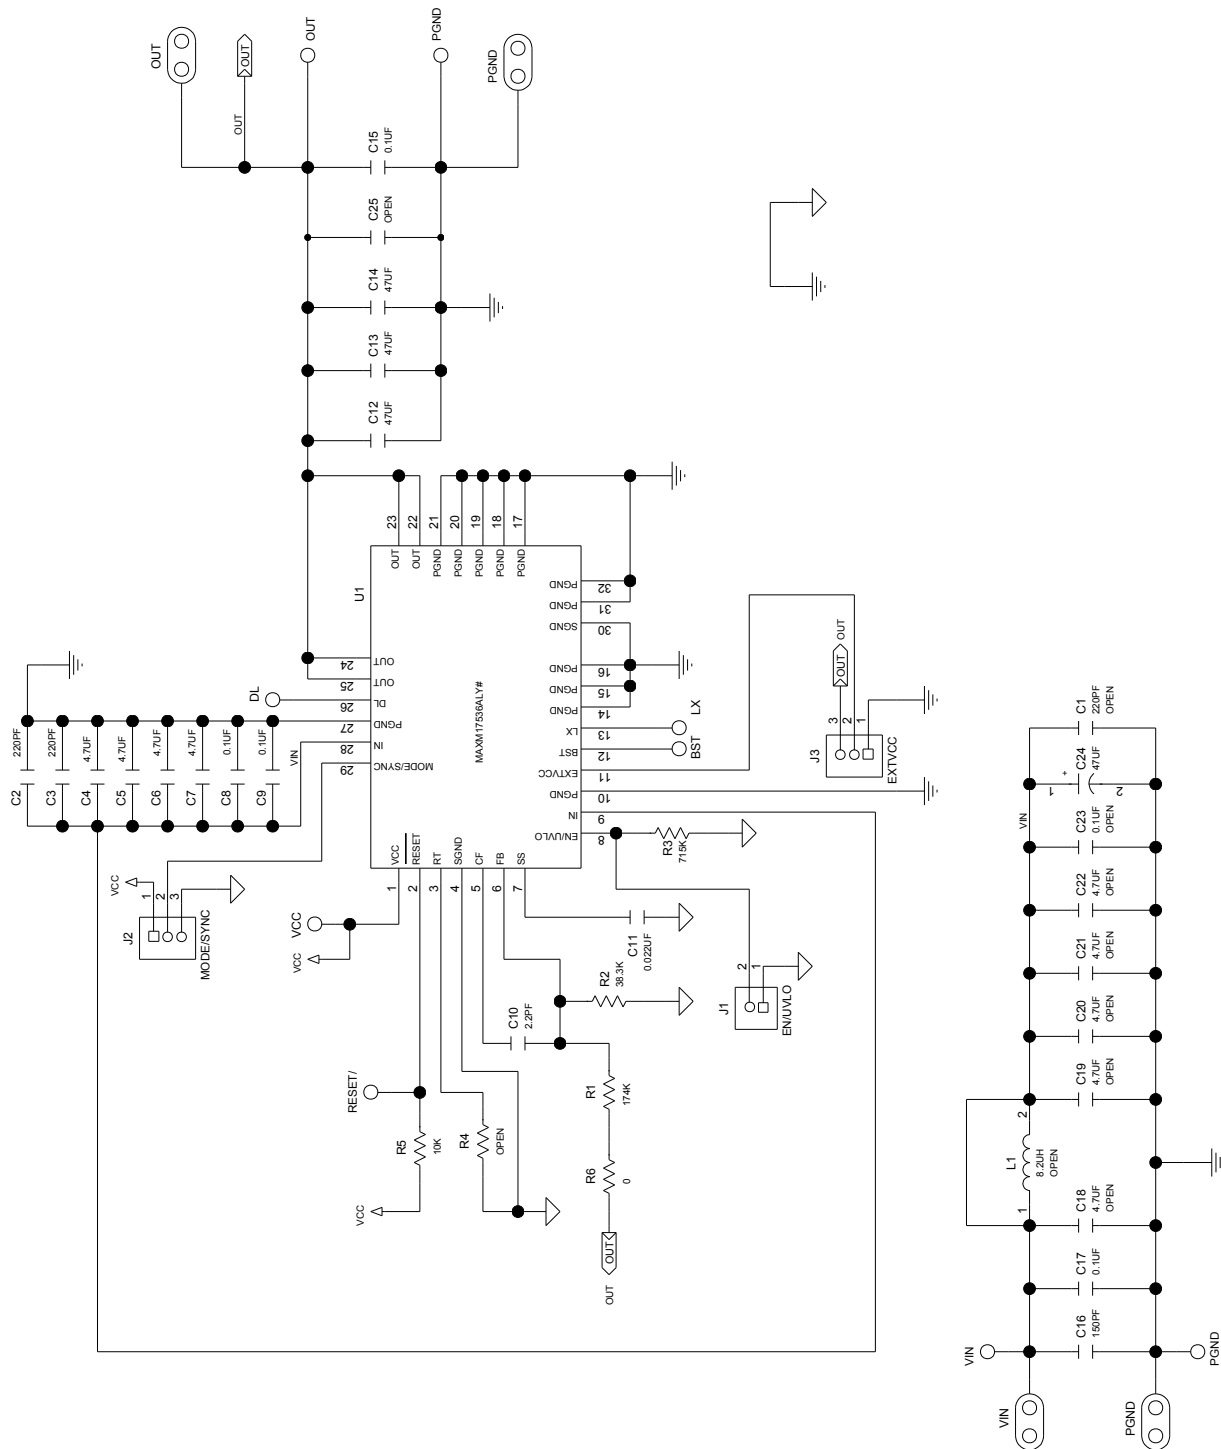 OUT
OUT
OUT
OUT
PGND
PGND
C15
0.1UF
C25
OPEN
C14
47UF
C13
47UF
C12
47UF
23
22
21
20
19
18
17
OUT
OUT
PGND
PGND
PGND
PGND
PGND
U1
MAXM17536ALY#
24
OUT
25
OUT
26
DL
27
PGND
28
IN
29
MODE/SYNC
DL
VIN
C2
220PF
C3
220PF
C4
4.7UF
C5
4.7UF
C6
4.7UF
C7
4.7UF
C8
0.1UF
C9
0.1UF
VCC
1
2
3
J2
MODE/SYNC
32
PGND
31
PGND
30
SGND
16
PGND
15
PGND
14
PGND
13
LX
12
BST
11
EXTVCC
10
PGND
9
IN
8
EN/UVLO
LX
BST
OUT
OUT
3
2
1
J3
EXTVCC
VCC
RESET
RT
SGND
CF
FB
SS
1
2
3
4
5
6
7
VCC
VCC
R3
715K
C11
0.022UF
R2
38.3K
C10
2.2PF
2
1
J1
EN/UVLO
RESET/
R5
10K
VCC
R4
OPEN
R1
174K
R6
0
OUT
OUT
VIN
VIN
PGND
PGND
C16
150PF
C17
0.1UF
C18
4.7UF
OPEN
1
L1
8.2UH
OPEN
2
C19
4.7UF
OPEN
C20
4.7UF
OPEN
C21
4.7UF
OPEN
C22
4.7UF
OPEN
C23
0.1UF
OPEN
VIN
1
+
C24
47UF
2
C1
220PF
OPEN